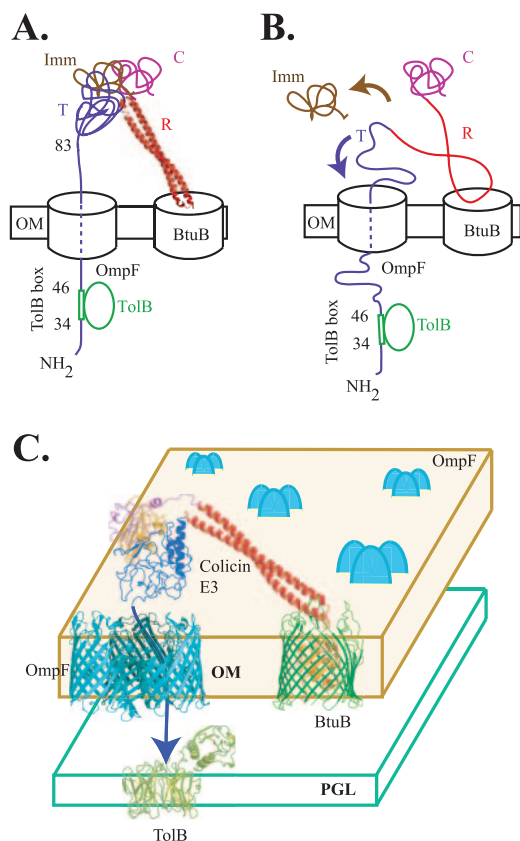 A.
Imm
C
T
R
83
OM
BtuB
OmpF
TolB box
46
34
TolB
NH2
B.
Imm
C
T
R
OM
BtuB
OmpF
TolB box
46
34
TolB
NH2
C.
OmpF
Colicin
E3
OmpF
OM
BtuB
PGL
TolB